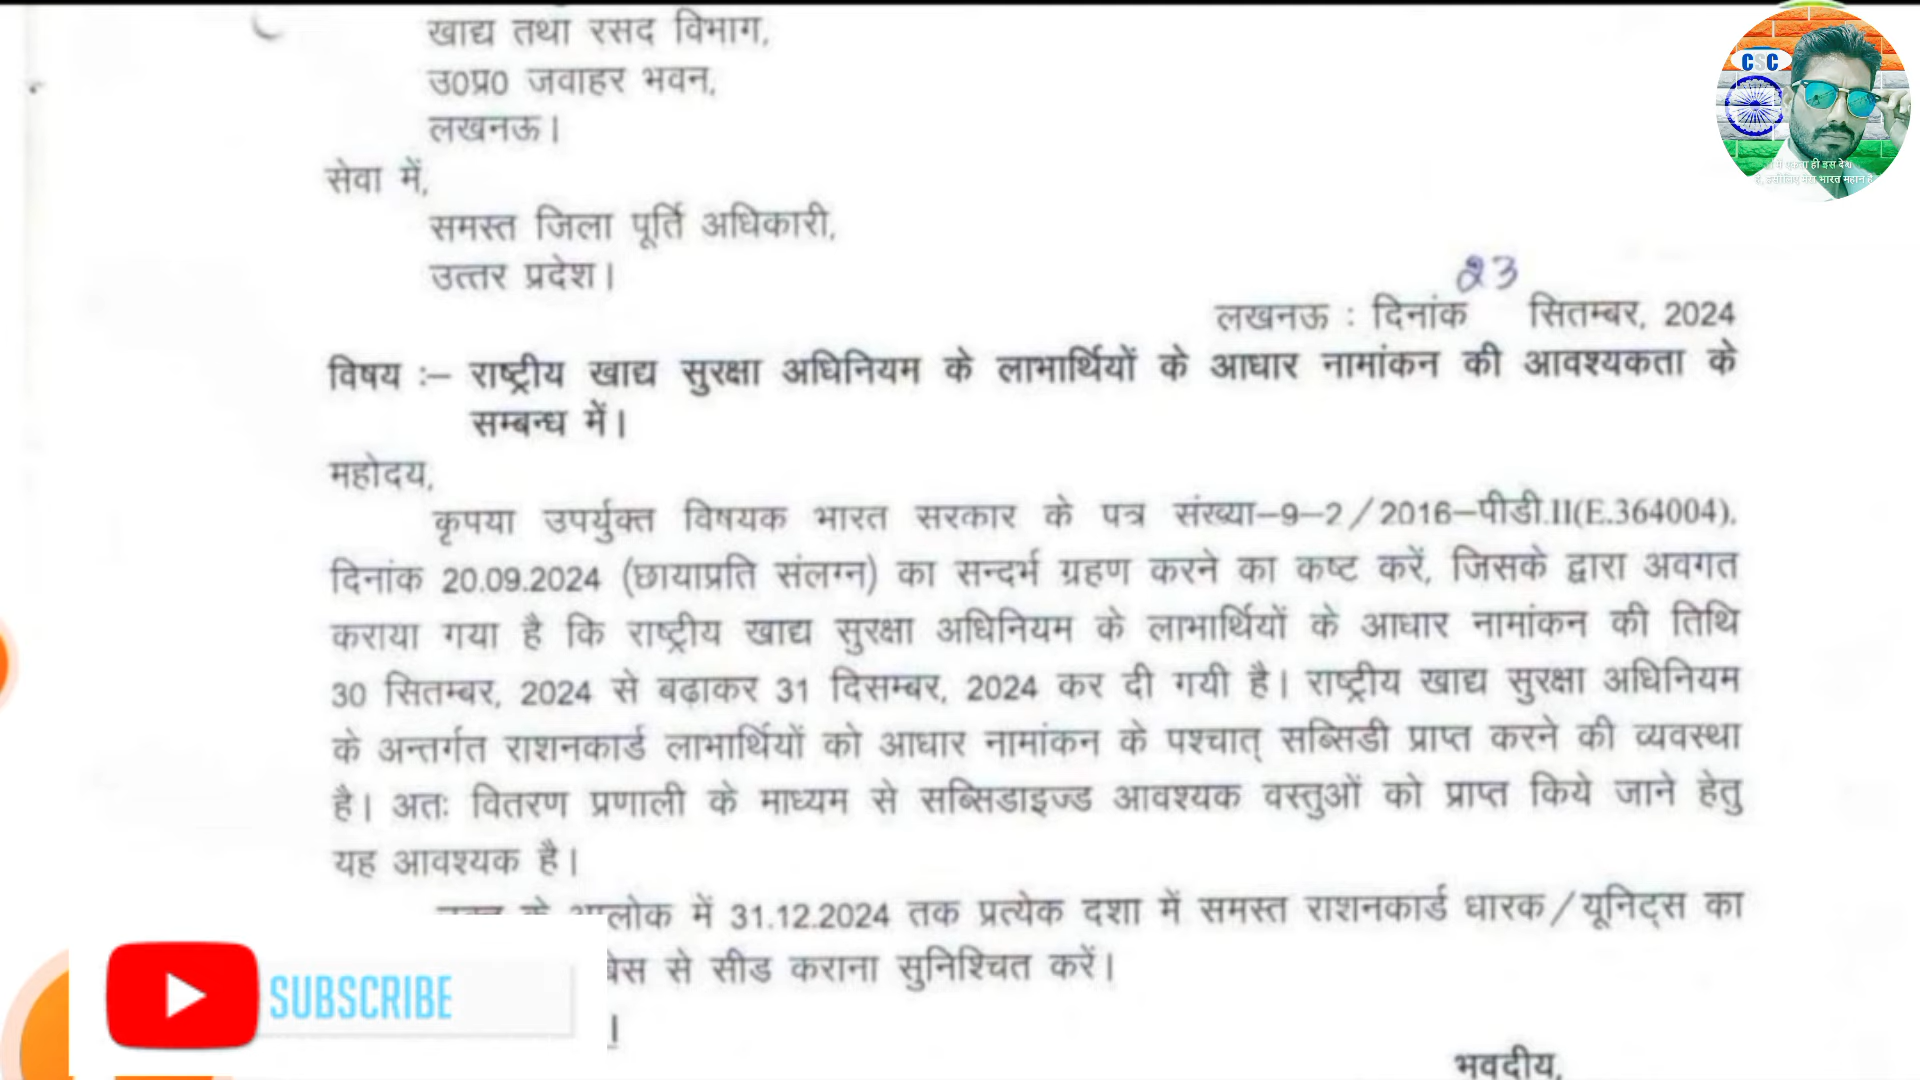 खाद्य तथा रसद विभाग,
उ0प्र0 जवाहर भवन,
लखनऊ।
सेवा में,
समस्त जिला पूर्ति अधिकारी,
उत्तर प्रदेश।
23
लखनऊ : दिनांक सितम्बर, 2024
विषय :– राष्ट्रीय खाद्य सुरक्षा अधिनियम के लाभार्थियों के आधार नामांकन की आवश्यकता के
सम्बन्ध में।
महोदय,
कृपया उपर्युक्त विषयक भारत सरकार के पत्र संख्या–9–2/2016–पीडी.II(E.364004),
दिनांक 20.09.2024 (छायाप्रति संलग्न) का सन्दर्भ ग्रहण करने का कष्ट करें, जिसके द्वारा अवगत
कराया गया है कि राष्ट्रीय खाद्य सुरक्षा अधिनियम के लाभार्थियों के आधार नामांकन की तिथि
30 सितम्बर, 2024 से बढ़ाकर 31 दिसम्बर, 2024 कर दी गयी है। राष्ट्रीय खाद्य सुरक्षा अधिनियम
के अन्तर्गत राशनकार्ड लाभार्थियों को आधार नामांकन के पश्चात् सब्सिडी प्राप्त करने की व्यवस्था
है। अतः वितरण प्रणाली के माध्यम से सब्सिडाइज्ड आवश्यक वस्तुओं को प्राप्त किये जाने हेतु
यह आवश्यक है।
में 31.12.2024 तक प्रत्येक दशा में समस्त राशनकार्ड धारक/यूनिट्स का
से सीड कराना सुनिश्चित करें।
भवदीय,
CSC
ही इस देश
भारत महान
SUBSCRIBE